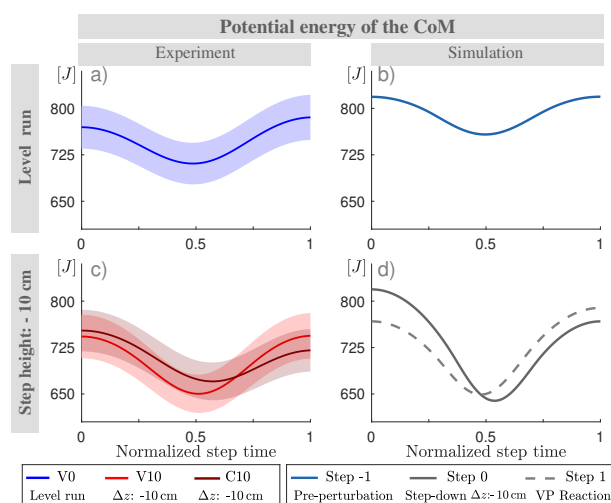 Potential energy of the CoM
Experiment
Simulation
Level run
[J] a)
800
725
650
0 0.5 1
b)
[J]
800
725
650
0 0.5 1
Step height: - 10 cm
[J]
c)
800
725
650
0 0.5 1
Normalized step time
[J] d)
800
725
650
0 0.5 1
Normalized step time
V0 V10 C10
Level run Δz: -10 cm Δz: -10 cm
Step -1 Step 0 Step 1
Pre-perturbation Step-down Δz:-10 cm VP Reaction